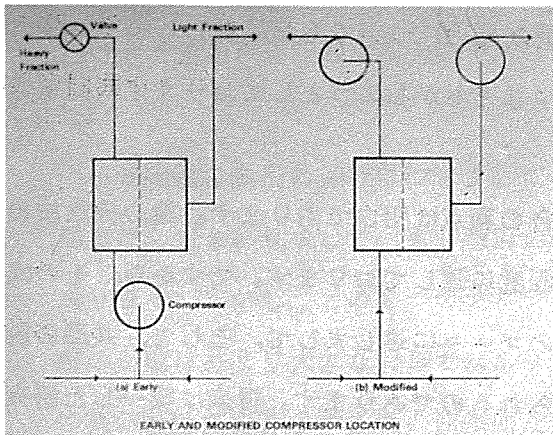 Valve
Light Fraction
Heavy
Fraction
Compressor
(a) Early
(b) Modified
EARLY AND MODIFIED COMPRESSOR LOCATION